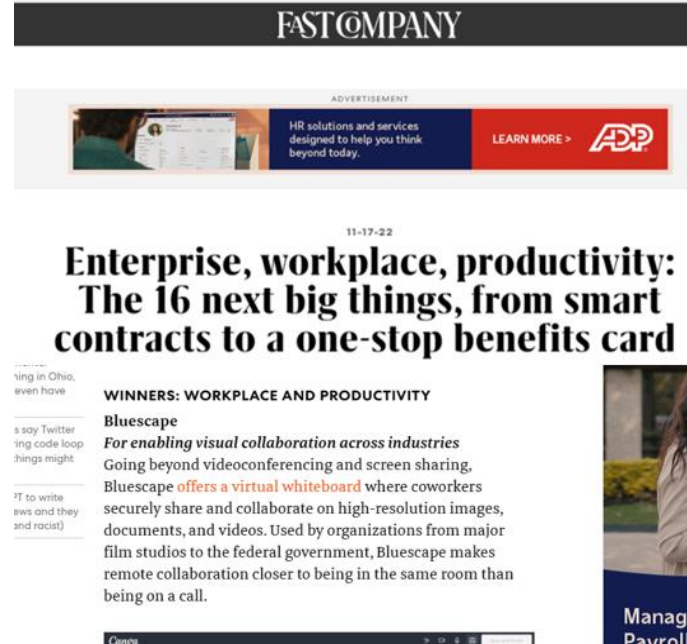 FAST COMPANY
ADVERTISEMENT
HR solutions and services
designed to help you think
beyond today.
LEARN MORE >
ADP
11-17-22
Enterprise, workplace, productivity:
The 16 next big things, from smart
contracts to a one-stop benefits card
ning in Ohio,
even have
s say Twitter
ring code loop
things might
PT to write
ews and they
and racist)
WINNERS: WORKPLACE AND PRODUCTIVITY
Bluescape
For enabling visual collaboration across industries
Going beyond videoconferencing and screen sharing,
Bluescape offers a virtual whiteboard where coworkers
securely share and collaborate on high-resolution images,
documents, and videos. Used by organizations from major
film studios to the federal government, Bluescape makes
remote collaboration closer to being in the same room than
being on a call.
Canva
Manag
Payrol